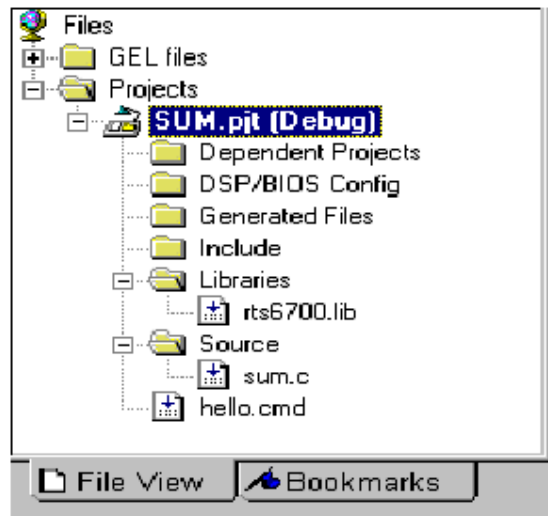 Files
GEL files
Projects
SUM.pjt (Debug)
Dependent Projects
DSP/BIOS Config
Generated Files
Include
Libraries
rts6700.lib
Source
sum.c
hello.cmd
File View Bookmarks